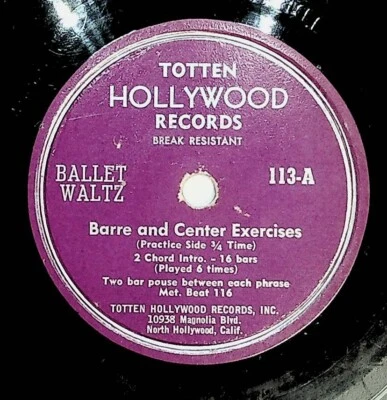 TOTTEN
HOLLYWOOD
RECORDS
BREAK RESISTANT
BALLET
WALTZ
113-A
Barre and Center Exercises
(Practice Side ¾ Time)
2 Chord Intro. - 16 bars
(Played 6 times)
Two bar pause between each phrase
Met. Beat 116
TOTTEN HOLLYWOOD RECORDS, INC.
10938 Magnolia Blvd.
North Hollywood, Calif.